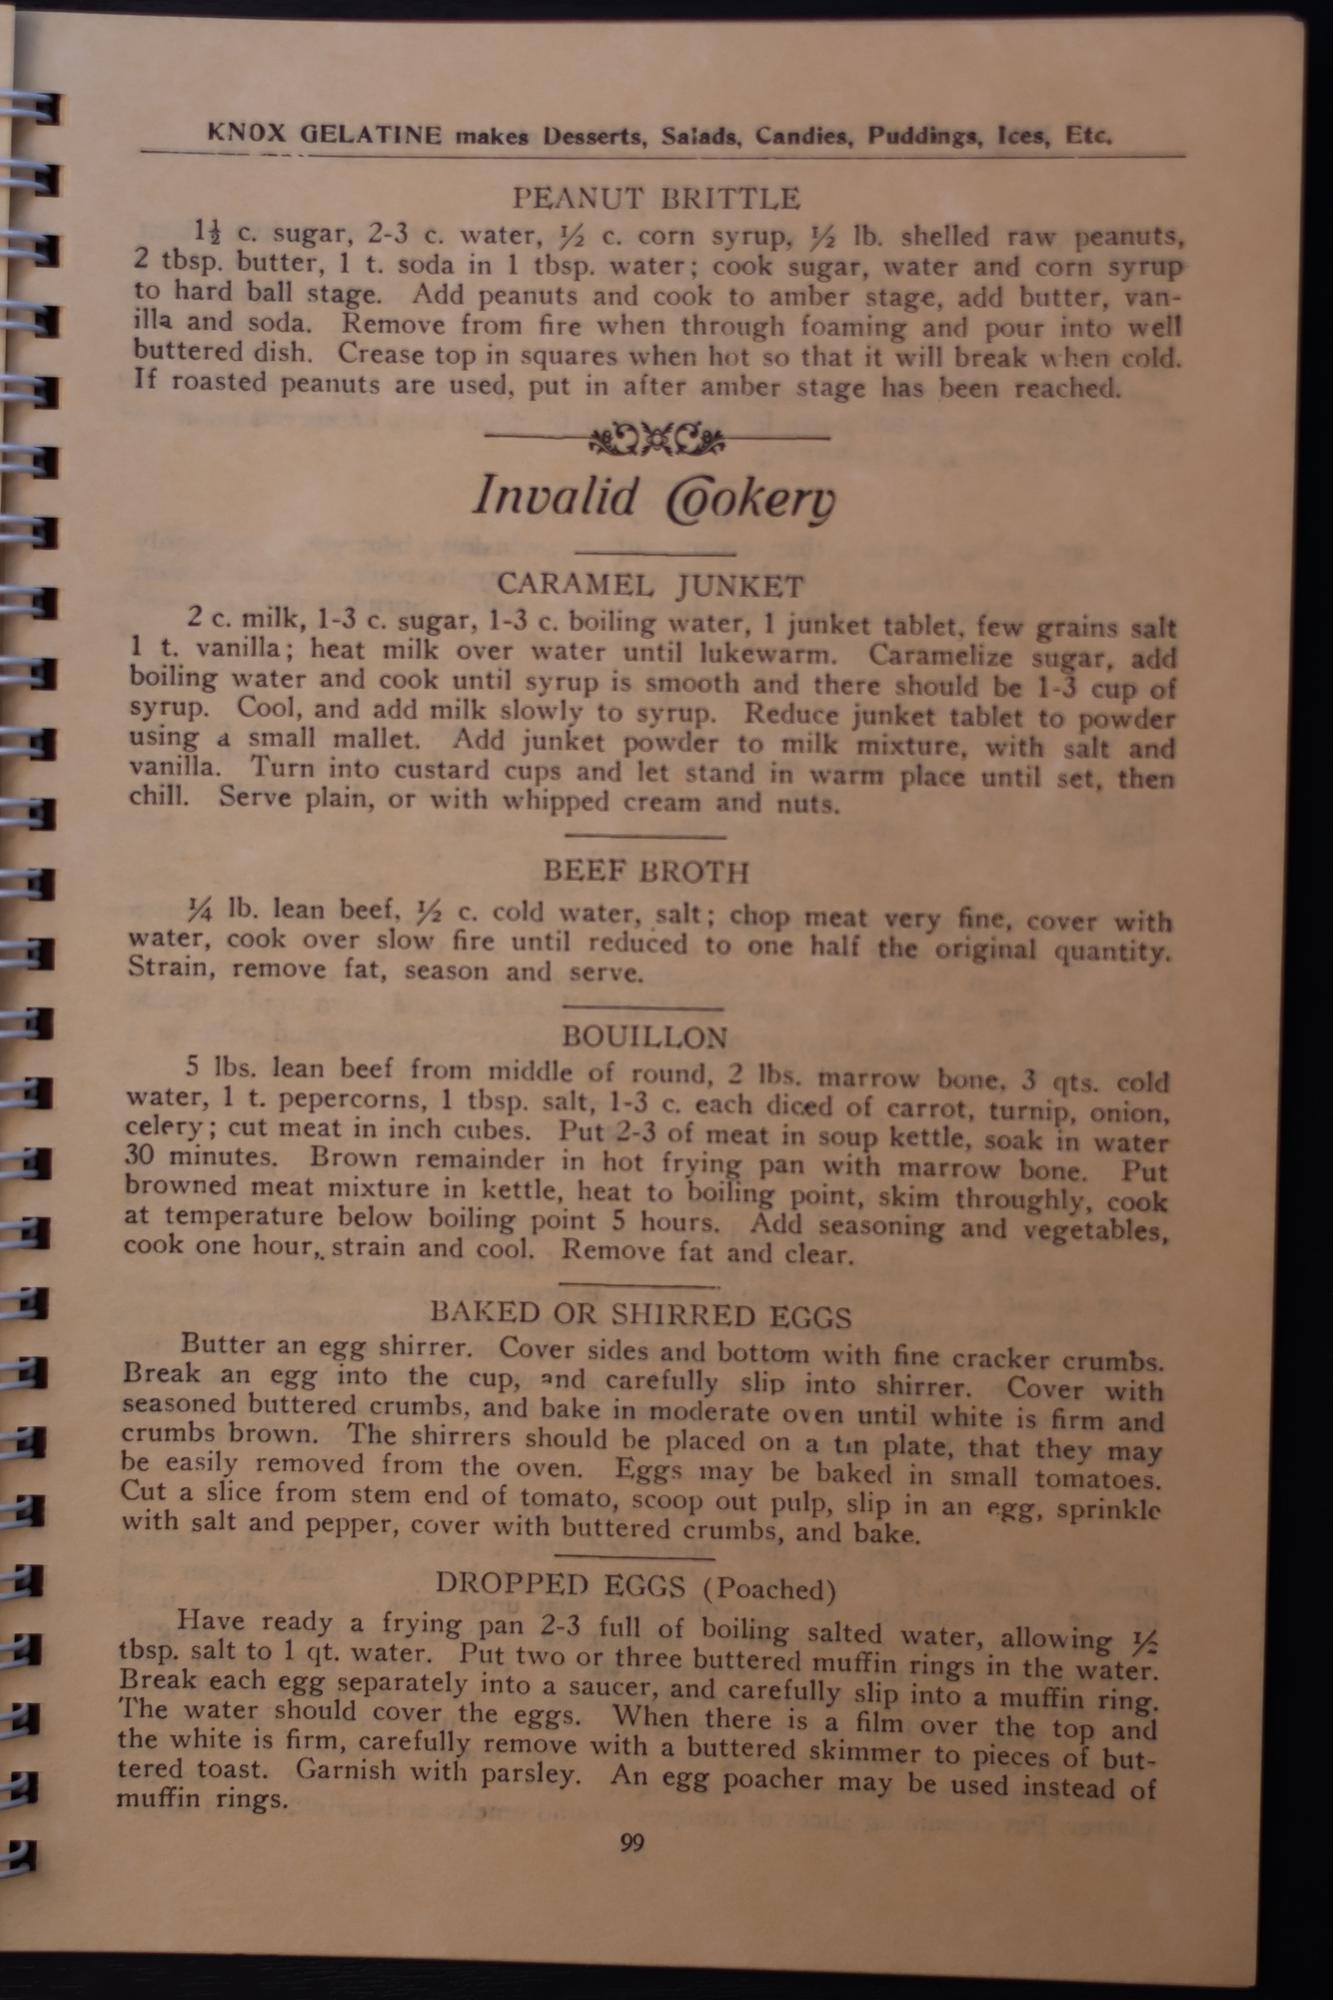 KNOX GELATINE makes Desserts, Salads, Candies, Puddings, Ices, Etc.
PEANUT BRITTLE
1½ c. sugar, 2-3 c. water, ½ c. corn syrup, ½ lb. shelled raw peanuts,
2 tbsp. butter, 1 t. soda in 1 tbsp. water; cook sugar, water and corn syrup
to hard ball stage. Add peanuts and cook to amber stage, add butter, van-
illa and soda. Remove from fire when through foaming and pour into well
buttered dish. Crease top in squares when hot so that it will break when cold.
If roasted peanuts are used, put in after amber stage has been reached.
Invalid Cookery
CARAMEL JUNKET
2 c. milk, 1-3 c. sugar, 1-3 c. boiling water, 1 junket tablet, few grains salt
1 t. vanilla; heat milk over water until lukewarm. Caramelize sugar, add
boiling water and cook until syrup is smooth and there should be 1-3 cup of
syrup. Cool, and add milk slowly to syrup. Reduce junket tablet to powder
using a small mallet. Add junket powder to milk mixture, with salt and
vanilla. Turn into custard cups and let stand in warm place until set, then
chill. Serve plain, or with whipped cream and nuts.
BEEF BROTH
¼ lb. lean beef, ½ c. cold water, salt; chop meat very fine, cover with
water, cook over slow fire until reduced to one half the original quantity.
Strain, remove fat, season and serve.
BOUILLON
5 lbs. lean beef from middle of round, 2 lbs. marrow bone, 3 qts. cold
water, 1 t. pepercorns, 1 tbsp. salt, 1-3 c. each diced of carrot, turnip, onion,
celery; cut meat in inch cubes. Put 2-3 of meat in soup kettle, soak in water
30 minutes. Brown remainder in hot frying pan with marrow bone. Put
browned meat mixture in kettle, heat to boiling point, skim throughly, cook
at temperature below boiling point 5 hours. Add seasoning and vegetables,
cook one hour, strain and cool. Remove fat and clear.
BAKED OR SHIRRED EGGS
Butter an egg shirrer. Cover sides and bottom with fine cracker crumbs.
Break an egg into the cup, and carefully slip into shirrer. Cover with
seasoned buttered crumbs, and bake in moderate oven until white is firm and
crumbs brown. The shirrers should be placed on a tin plate, that they may
be easily removed from the oven. Eggs may be baked in small tomatoes.
Cut a slice from stem end of tomato, scoop out pulp, slip in an egg, sprinkle
with salt and pepper, cover with buttered crumbs, and bake.
DROPPED EGGS (Poached)
Have ready a frying pan 2-3 full of boiling salted water, allowing ½
tbsp. salt to 1 qt. water. Put two or three buttered muffin rings in the water.
Break each egg separately into a saucer, and carefully slip into a muffin ring.
The water should cover the eggs. When there is a film over the top and
the white is firm, carefully remove with a buttered skimmer to pieces of but-
tered toast. Garnish with parsley. An egg poacher may be used instead of
muffin rings.
99